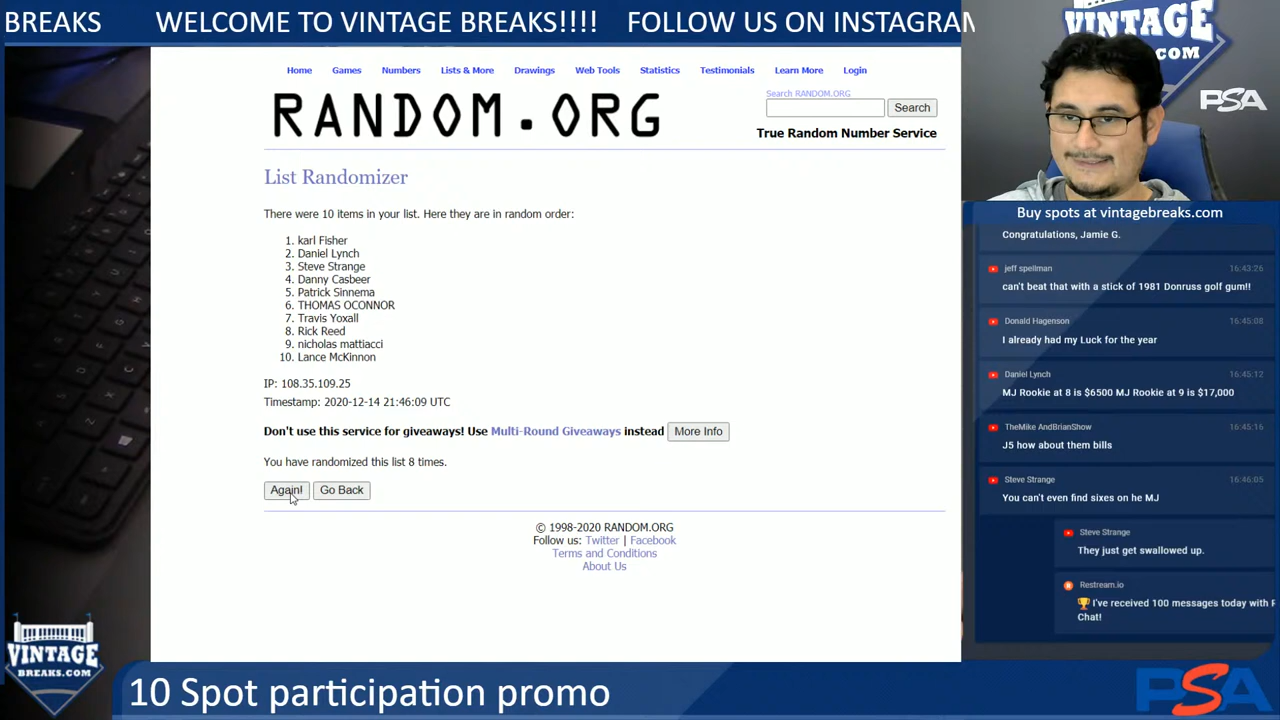 BREAKS WELCOME TO VINTAGE BREAKS!!!! FOLLOW US ON INSTAGRAM
VINTAGE
.COM
PSA
Home Games Numbers Lists & More Drawings Web Tools Statistics Testimonials Learn More Login
RANDOM.ORG
Search RANDOM.ORG
Search
True Random Number Service
List Randomizer
There were 10 items in your list. Here they are in random order:
1. karl Fisher
2. Daniel Lynch
3. Steve Strange
4. Danny Casbeer
5. Patrick Sinnema
6. THOMAS OCONNOR
7. Travis Yoxall
8. Rick Reed
9. nicholas mattiacci
10. Lance McKinnon
IP: 108.35.109.25
Timestamp: 2020-12-14 21:46:09 UTC
Don't use this service for giveaways! Use Multi-Round Giveaways instead More Info
You have randomized this list 8 times.
Again! Go Back
© 1998-2020 RANDOM.ORG
Follow us: Twitter | Facebook
Terms and Conditions
About Us
Buy spots at vintagebreaks.com
Congratulations, Jamie G.
jeff spellman 16:43:26
can't beat that with a stick of 1981 Donruss golf gum!!
Donald Hagenson 16:45:08
I already had my Luck for the year
Daniel Lynch 16:45:12
MJ Rookie at 8 is $6500 MJ Rookie at 9 is $17,000
TheMike AndBrianShow 16:45:16
J5 how about them bills
Steve Strange 16:46:05
You can't even find sixes on he MJ
Steve Strange
They just get swallowed up.
Restream.io
🏆 I've received 100 messages today with
Chat!
VINTAGE
BREAKS.COM
10 Spot participation promo
PSA